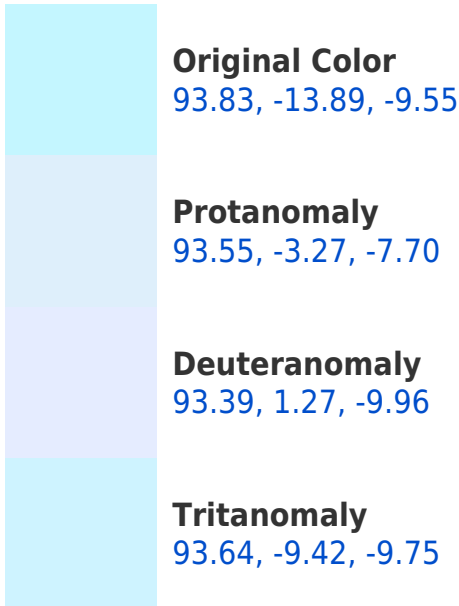 Original Color
93.83, -13.89, -9.55
Protanomaly
93.55, -3.27, -7.70
Deuteranomaly
93.39, 1.27, -9.96
Tritanomaly
93.64, -9.42, -9.75